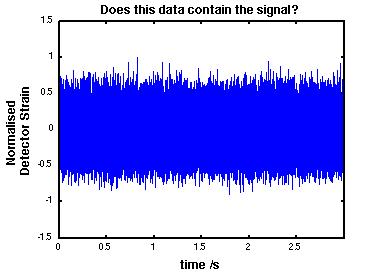 Does this data contain the signal?
1.5
1
0.5
0
-0.5
-1
-1.5
Normalised
Detector Strain
0 0.5 1 1.5 2 2.5
time /s